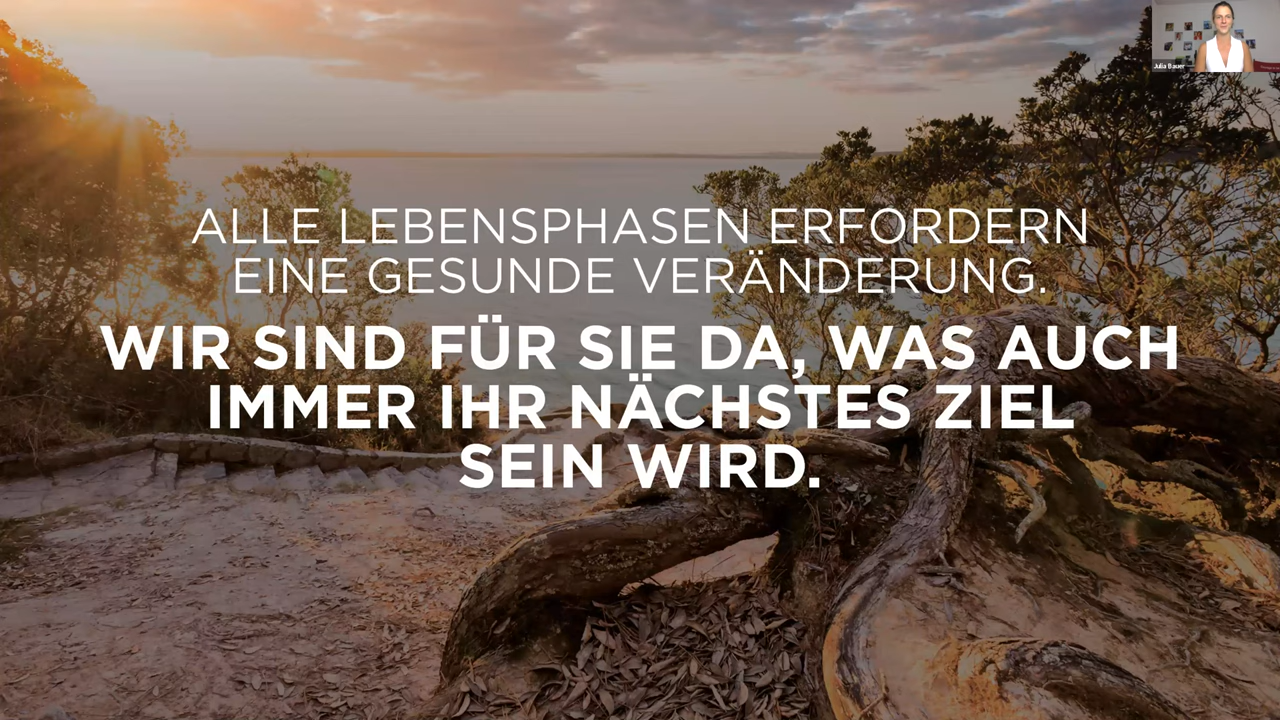 Julia Bauer
ALLE LEBENSPHASEN ERFORDERN
EINE GESUNDE VERÄNDERUNG.
WIR SIND FÜR SIE DA, WAS AUCH
IMMER IHR NÄCHSTES ZIEL
SEIN WIRD.